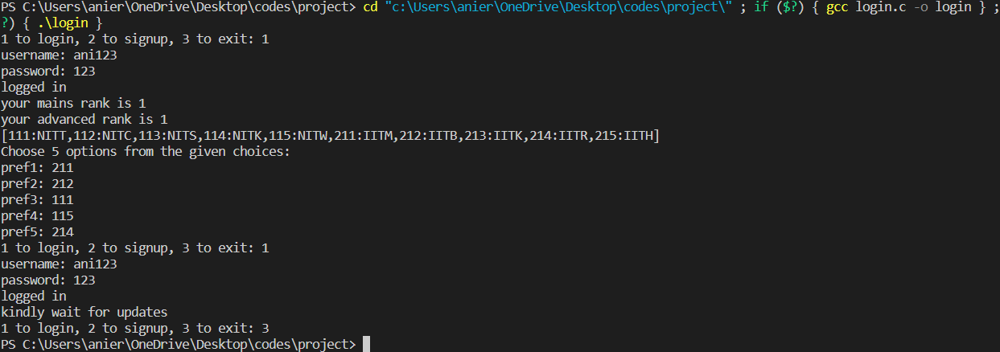 PS C:\Users\anier\OneDrive\Desktop\codes\project> cd "c:\Users\anier\OneDrive\Desktop\codes\project\" ; if ($?) { gcc login.c -o login } ;
?) { .\login }
1 to login, 2 to signup, 3 to exit: 1
username: ani123
password: 123
logged in
your mains rank is 1
your advanced rank is 1
[111:NITT,112:NITC,113:NITS,114:NITK,115:NITW,211:IITM,212:IITB,213:IITK,214:IITR,215:IITH]
Choose 5 options from the given choices:
pref1: 211
pref2: 212
pref3: 111
pref4: 115
pref5: 214
1 to login, 2 to signup, 3 to exit: 1
username: ani123
password: 123
logged in
kindly wait for updates
1 to login, 2 to signup, 3 to exit: 3
PS C:\Users\anier\OneDrive\Desktop\codes\project>